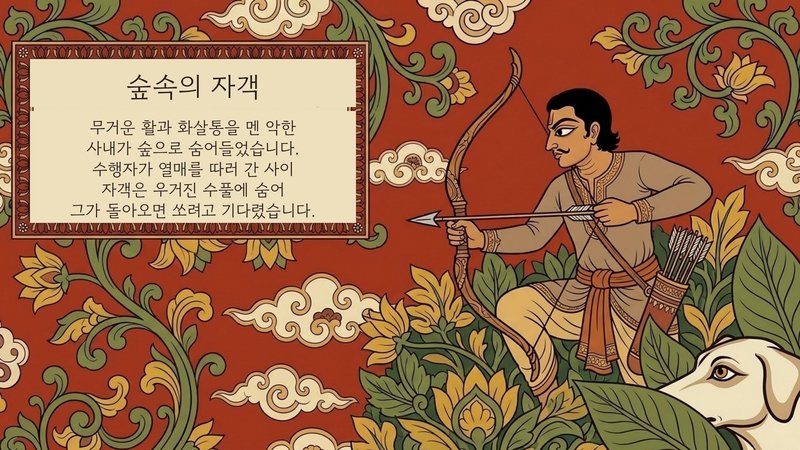 숲속의 자객
무거운 활과 화살통을 멘 악한
사내가 숲으로 숨어들었습니다.
수행자가 열매를 따러 간 사이
자객은 우거진 수풀에 숨어
그가 돌아오면 쏘려고 기다렸습니다.